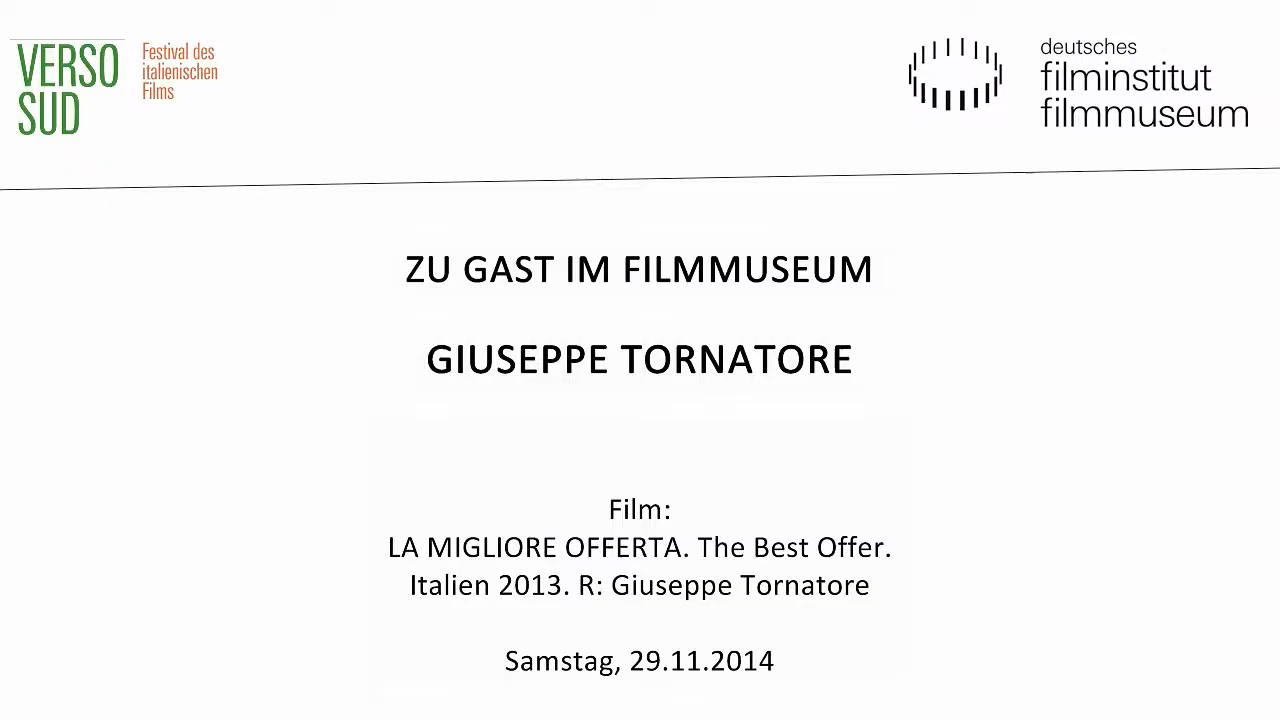 VERSO
SUD
Festival des
italienischen
Films
deutsches
filminstitut
filmmuseum
ZU GAST IM FILMMUSEUM
GIUSEPPE TORNATORE
Film:
LA MIGLIORE OFFERTA. The Best Offer.
Italien 2013. R: Giuseppe Tornatore
Samstag, 29.11.2014